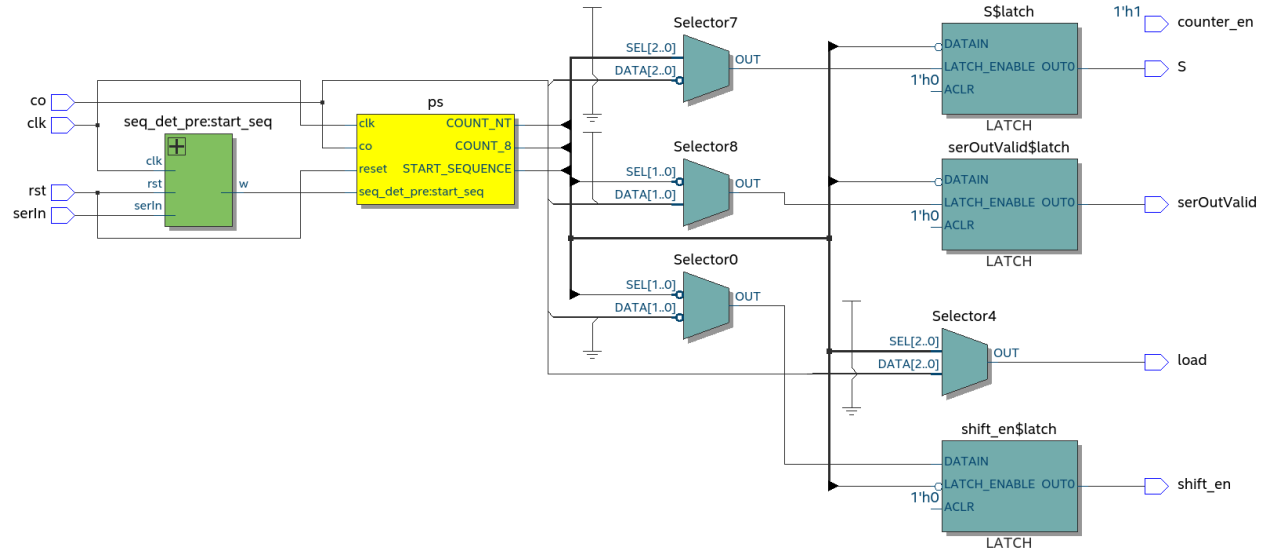 co
clk
rst
serIn
seq_det_pre:start_seq
clk
rst
serIn
w
ps
clk
co
reset
seq_det_pre:start_seq
COUNT_NT
COUNT_8
START_SEQUENCE
Selector7
SEL[2..0]
DATA[2..0]
OUT
Selector8
SEL[1..0]
DATA[1..0]
OUT
Selector0
SEL[1..0]
DATA[1..0]
OUT
S$latch
DATAIN
LATCH_ENABLE OUT0
1'h0
ACLR
LATCH
serOutValid$latch
DATAIN
LATCH_ENABLE OUT0
1'h0
ACLR
LATCH
Selector4
SEL[2..0]
DATA[2..0]
OUT
shift_en$latch
DATAIN
LATCH_ENABLE OUT0
1'h0
ACLR
LATCH
1'h1
counter_en
S
serOutValid
load
shift_en